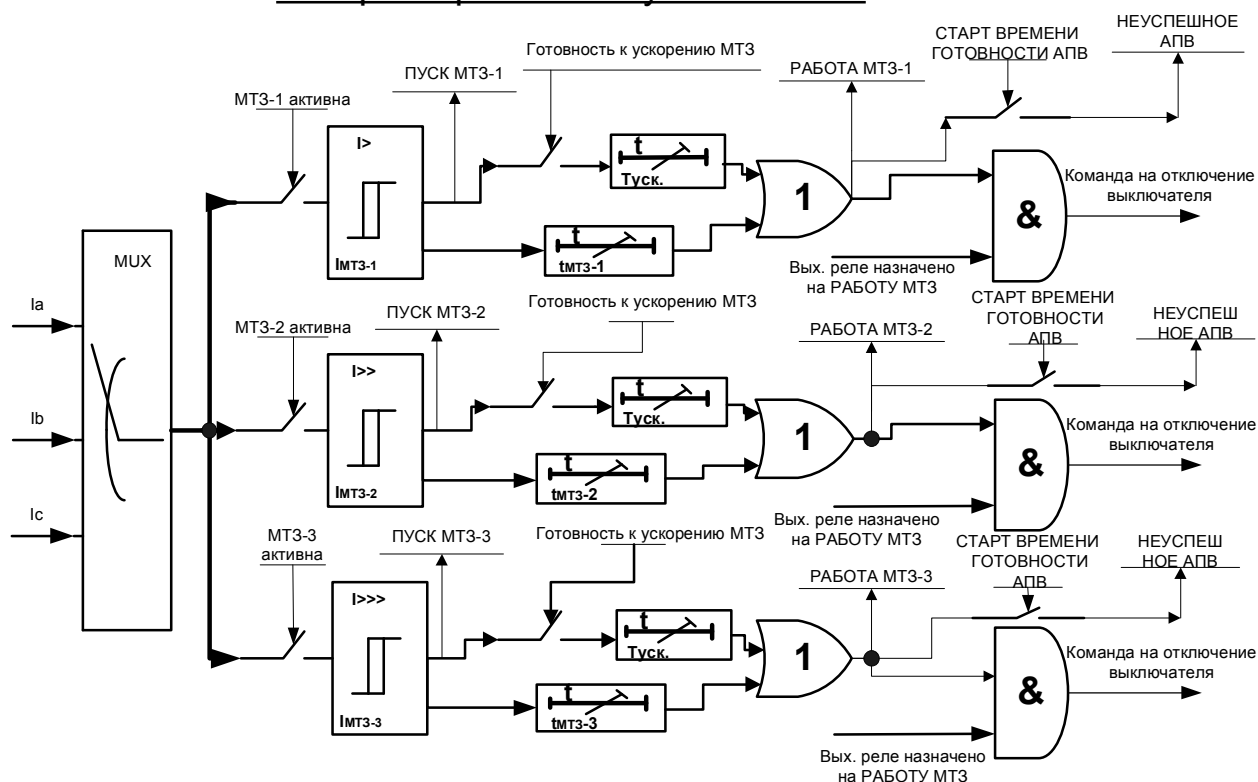 СТАРТ ВРЕМЕНИ
ГОТОВНОСТИ АПВ
НЕУСПЕШНОЕ
АПВ
Готовность к ускорению МТЗ
ПУСК МТЗ-1
РАБОТА МТЗ-1
МТЗ-1 активна
I>
t
Tуск.
1
&
Команда на отключение
выключателя
IМТЗ-1
t
tМТЗ-1
Вых. реле назначено
на РАБОТУ МТЗ
MUX
Ia
Ib
Ic
Готовность к ускорению МТЗ
ПУСК МТЗ-2
РАБОТА МТЗ-2
СТАРТ ВРЕМЕНИ
ГОТОВНОСТИ
АПВ
НЕУСПЕШ
НОЕ АПВ
МТЗ-2 активна
I>>
t
Tуск.
1
&
Команда на отключение
выключателя
IМТЗ-2
t
tМТЗ-2
Вых. реле назначено
на РАБОТУ МТЗ
Готовность к ускорению МТЗ
ПУСК МТЗ-3
РАБОТА МТЗ-3
СТАРТ ВРЕМЕНИ
ГОТОВНОСТИ
АПВ
НЕУСПЕШ
НОЕ АПВ
МТЗ-3
активна
I>>>
t
Tуск.
1
&
Команда на отключение
выключателя
IМТЗ-3
t
tМТЗ-3
Вых. реле назначено
на РАБОТУ МТЗ